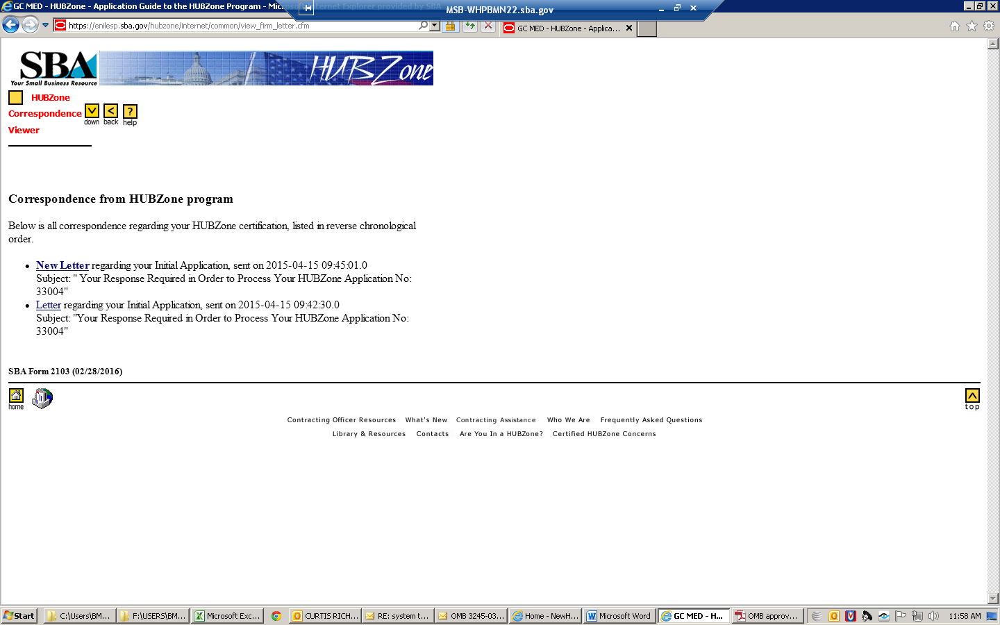 GC MED - HUBZone - Application Guide to the HUBZone Program - Microsoft Internet Explorer provided by SBA
MSB-WHPBMN22.sba.gov
https://enilesp.sba.gov/hubzone/internet/common/view_firm_letter.cfm
GC MED - HUBZone - Applica...
SBA
Your Small Business Resource
HUBZone
HUBZone
Correspondence
Viewer
down
back
?
help
Correspondence from HUBZone program
Below is all correspondence regarding your HUBZone certification, listed in reverse chronological
order.
New Letter regarding your Initial Application, sent on 2015-04-15 09:45:01.0
Subject: " Your Response Required in Order to Process Your HUBZone Application No:
33004"
Letter regarding your Initial Application, sent on 2015-04-15 09:42:30.0
Subject: "Your Response Required in Order to Process Your HUBZone Application No:
33004"
SBA Form 2103 (02/28/2016)
home
top
Contracting Officer Resources What's New Contracting Assistance Who We Are Frequently Asked Questions
Library & Resources Contacts Are You In a HUBZone? Certified HUBZone Concerns
Start
C:\Users\BM...
F:\USERS\BM...
Microsoft Exc...
CURTIS RICH...
RE: system t...
OMB 3245-03...
Home - NewH...
Microsoft Word
GC MED - H...
OMB approv...
11:58 AM